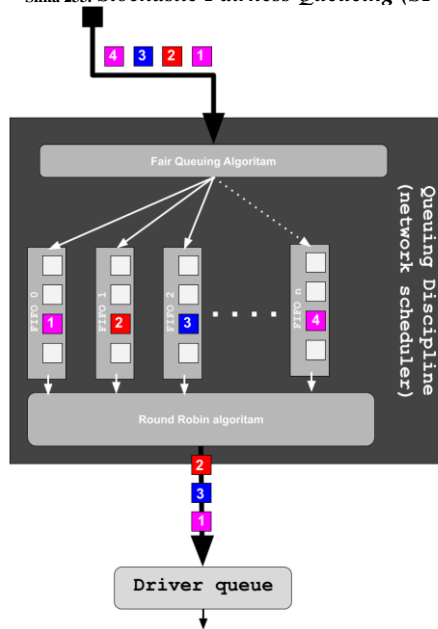 Stochastic Fairness Queueing (SF
4 3 2 1
Fair Queuing Algoritam
Queuing Discipline
(network scheduler)
FIFO 0
1
FIFO 1
2
FIFO 2
3
FIFO n
4
Round Robin algoritam
2
3
1
Driver queue